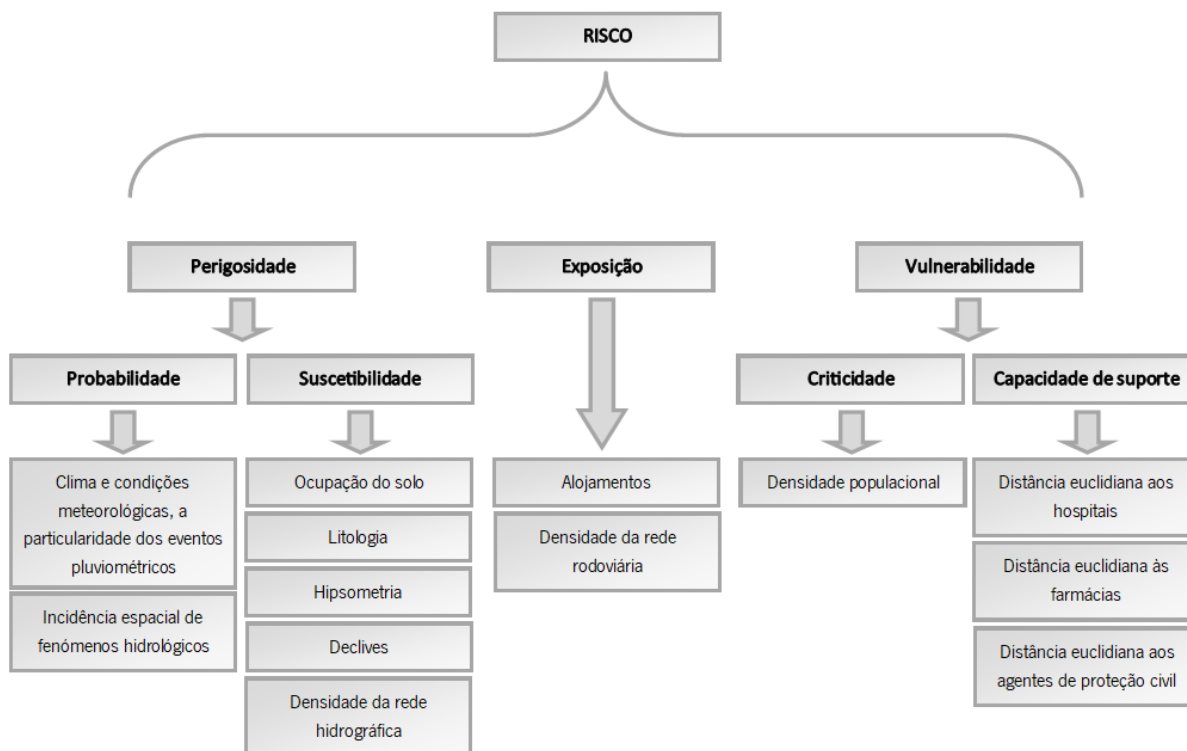 RISCO
Perigosidade
Exposição
Vulnerabilidade
Probabilidade
Suscetibilidade
Criticidade
Capacidade de suporte
Clima e condições
meteorológicas, a
particularidade dos eventos
pluviométricos
Incidência espacial de
fenómenos hidrológicos
Ocupação do solo
Litologia
Hipsometria
Declives
Densidade da rede
hidrográfica
Alojamentos
Densidade da rede
rodoviária
Densidade populacional
Distância euclidiana aos
hospitais
Distância euclidiana às
farmácias
Distância euclidiana aos
agentes de proteção civil